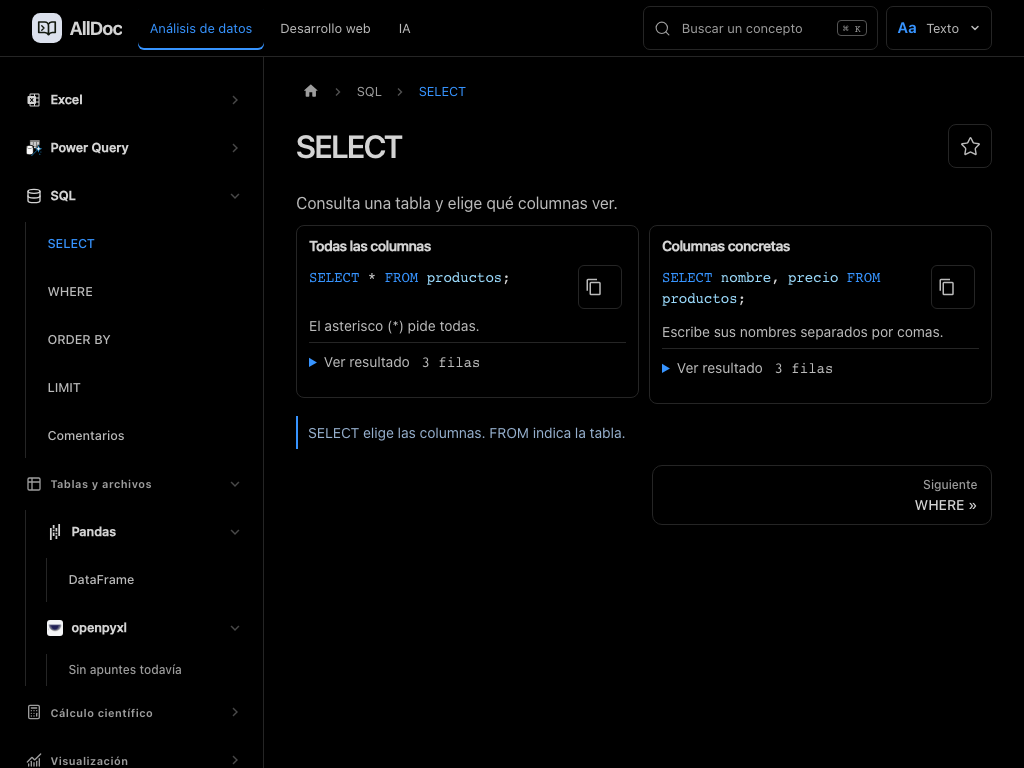 AllDoc
Análisis de datos
Desarrollo web
IA
Buscar un concepto
⌘ K
Aa Texto
Excel
Power Query
SQL
SELECT
WHERE
ORDER BY
LIMIT
Comentarios
Tablas y archivos
Pandas
DataFrame
openpyxl
Sin apuntes todavía
Cálculo científico
Visualización
SQL
SELECT
SELECT
Consulta una tabla y elige qué columnas ver.
Todas las columnas
SELECT * FROM productos;
El asterisco (*) pide todas.
Ver resultado 3 filas
Columnas concretas
SELECT nombre, precio FROM
productos;
Escribe sus nombres separados por comas.
Ver resultado 3 filas
SELECT elige las columnas. FROM indica la tabla.
Siguiente
WHERE »